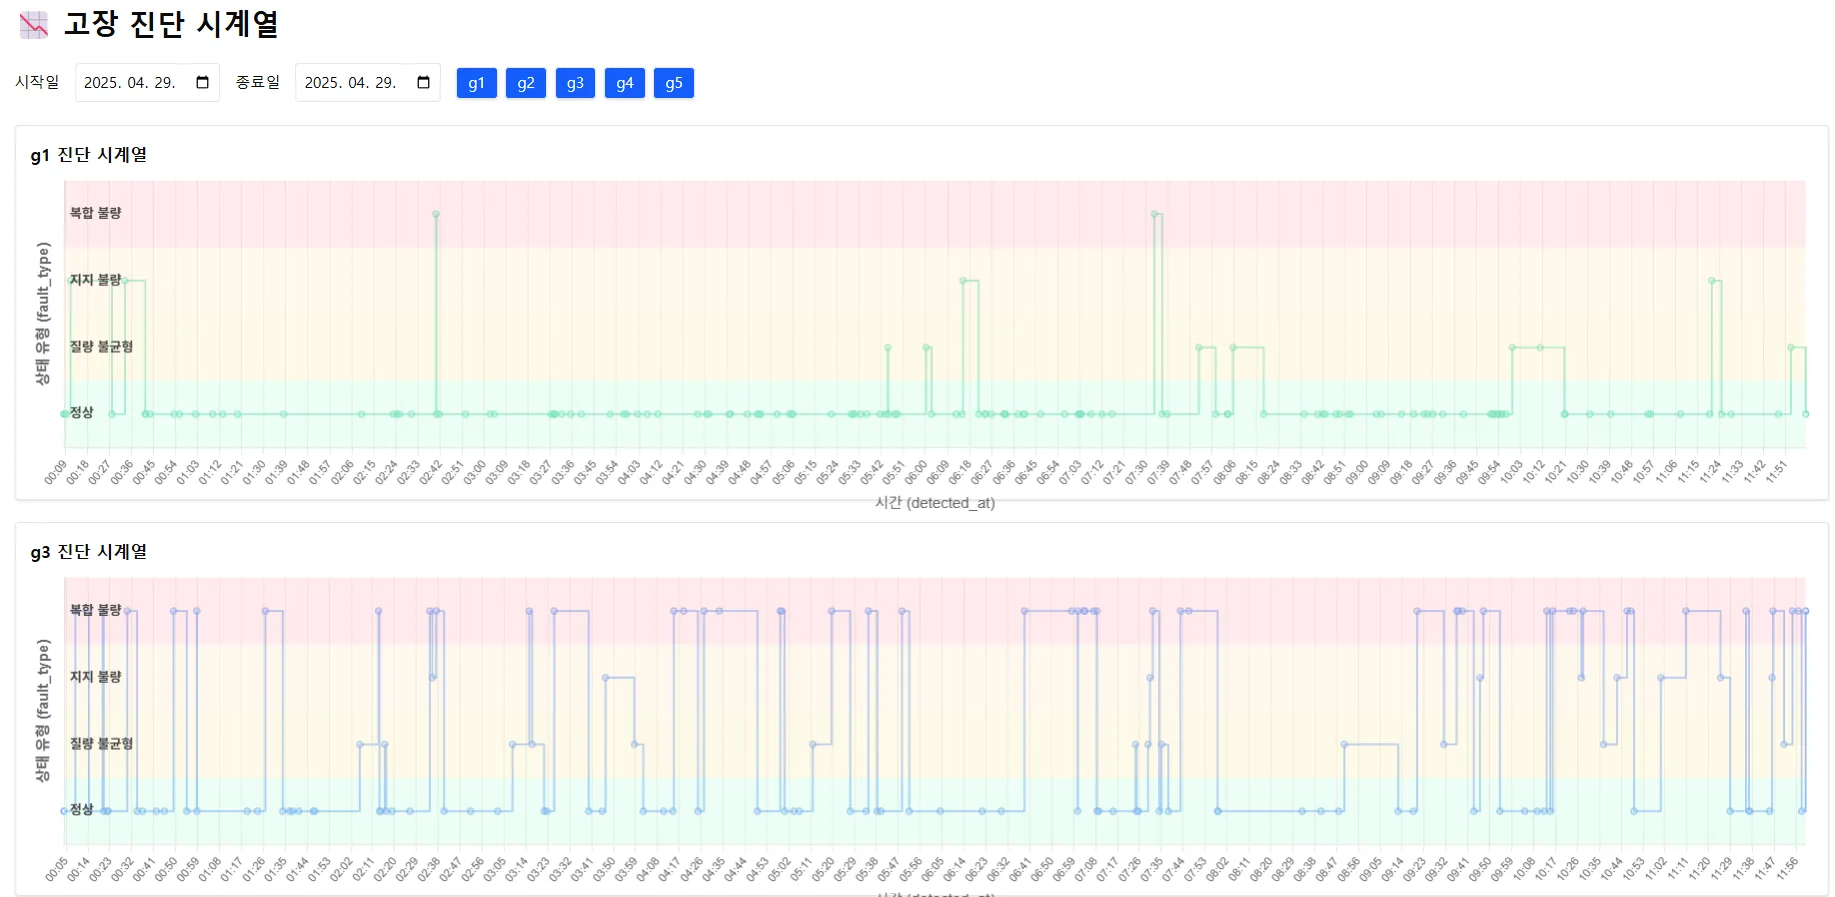 고장 진단 시계열
시작일 2025. 04. 29. 종료일 2025. 04. 29. g1 g2 g3 g4 g5
g1 진단 시계열
상태 유형 (fault_type)
복합 불량
지지 불량
질량 불균형
정상
00:09 00:18 00:27 00:36 00:45 00:54 01:03 01:12 01:21 01:30 01:39 01:48 01:57 02:06 02:15 02:24 02:33 02:42 02:51 03:00 03:09 03:18 03:27 03:36 03:45 03:54 04:03 04:12 04:21 04:30 04:39 04:48 04:57 05:06 05:15 05:24 05:33 05:42 05:51 06:00 06:09 06:18 06:27 06:36 06:45 06:54 07:03 07:12 07:21 07:30 07:39 07:48 07:57 08:06 08:15 08:24 08:33 08:42 08:51 09:00 09:09 09:18 09:27 09:36 09:45 09:54 10:03 10:12 10:21 10:30 10:39 10:48 10:57 11:06 11:15 11:24 11:33 11:42 11:51
시간 (detected_at)
g3 진단 시계열
상태 유형 (fault_type)
복합 불량
지지 불량
질량 불균형
정상
00:05 00:14 00:23 00:32 00:41 00:50 00:59 01:08 01:17 01:26 01:35 01:44 01:53 02:02 02:11 02:20 02:29 02:38 02:47 02:56 03:05 03:14 03:23 03:32 03:41 03:50 03:59 04:08 04:17 04:26 04:35 04:44 04:53 05:02 05:11 05:20 05:29 05:38 05:47 05:56 06:05 06:14 06:23 06:32 06:41 06:50 06:59 07:08 07:17 07:26 07:35 07:44 07:53 08:02 08:11 08:20 08:29 08:38 08:47 08:56 09:05 09:14 09:23 09:32 09:41 09:50 09:59 10:08 10:17 10:26 10:35 10:44 10:53 11:02 11:11 11:20 11:29 11:38 11:47 11:56
시간 (detected_at)